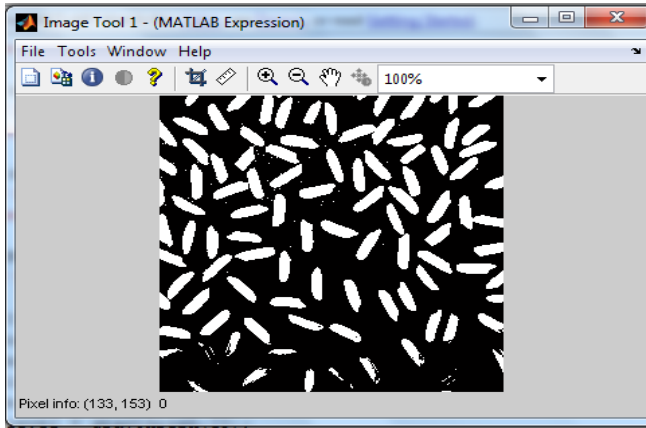 Image Tool 1 - (MATLAB Expression)
File Tools Window Help
100%
Pixel info: (133, 153) 0